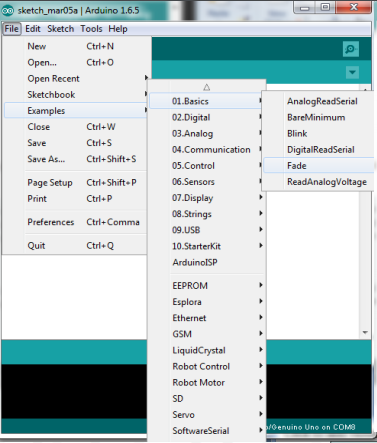 sketch_mar05a | Arduino 1.6.5
File Edit Sketch Tools Help
New Ctrl+N
Open... Ctrl+O
Open Recent
Sketchbook
Examples
Close Ctrl+W
Save Ctrl+S
Save As... Ctrl+Shift+S
Page Setup Ctrl+Shift+P
Print Ctrl+P
Preferences Ctrl+Comma
Quit Ctrl+Q
01.Basics
02.Digital
03.Analog
04.Communication
05.Control
06.Sensors
07.Display
08.Strings
09.USB
10.StarterKit
ArduinoISP
EEPROM
Esplora
Ethernet
GSM
LiquidCrystal
Robot Control
Robot Motor
SD
Servo
SoftwareSerial
AnalogReadSerial
BareMinimum
Blink
DigitalReadSerial
Fade
ReadAnalogVoltage
/Genuino Uno on COM8